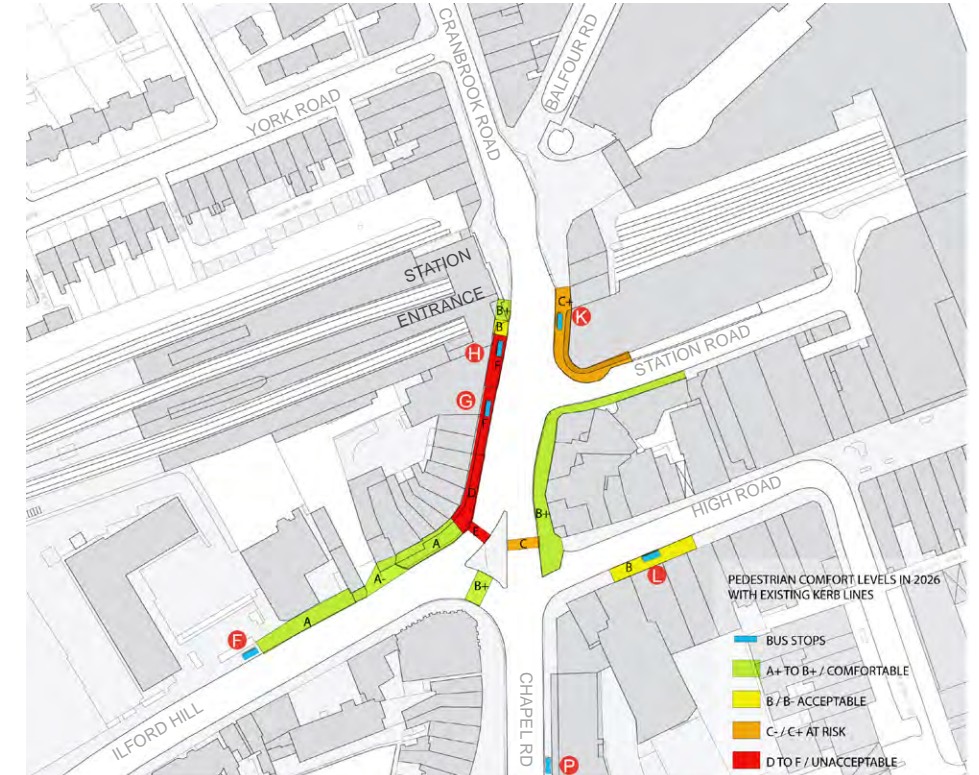 CRANBROOK ROAD
BALFOUR RD
YORK ROAD
STATION
ENTRANCE
B+
B
C+
K
H
F
STATION ROAD
G
F
D
HIGH ROAD
B+
A
E
C
A-
B+
B
L
A
F
ILFORD HILL
CHAPEL RD
P
PEDESTRIAN COMFORT LEVELS IN 2026
WITH EXISTING KERB LINES
BUS STOPS
A+ TO B+ / COMFORTABLE
B / B- ACCEPTABLE
C- / C+ AT RISK
D TO F / UNACCEPTABLE